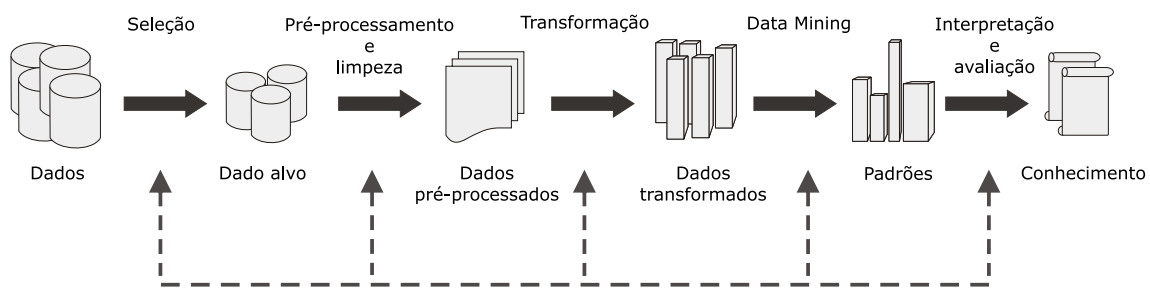 Seleção
Pré-processamento
e
limpeza
Transformação
Data Mining
Interpretação
e
avaliação
Dados
Dado alvo
Dados
pré-processados
Dados
transformados
Padrões
Conhecimento